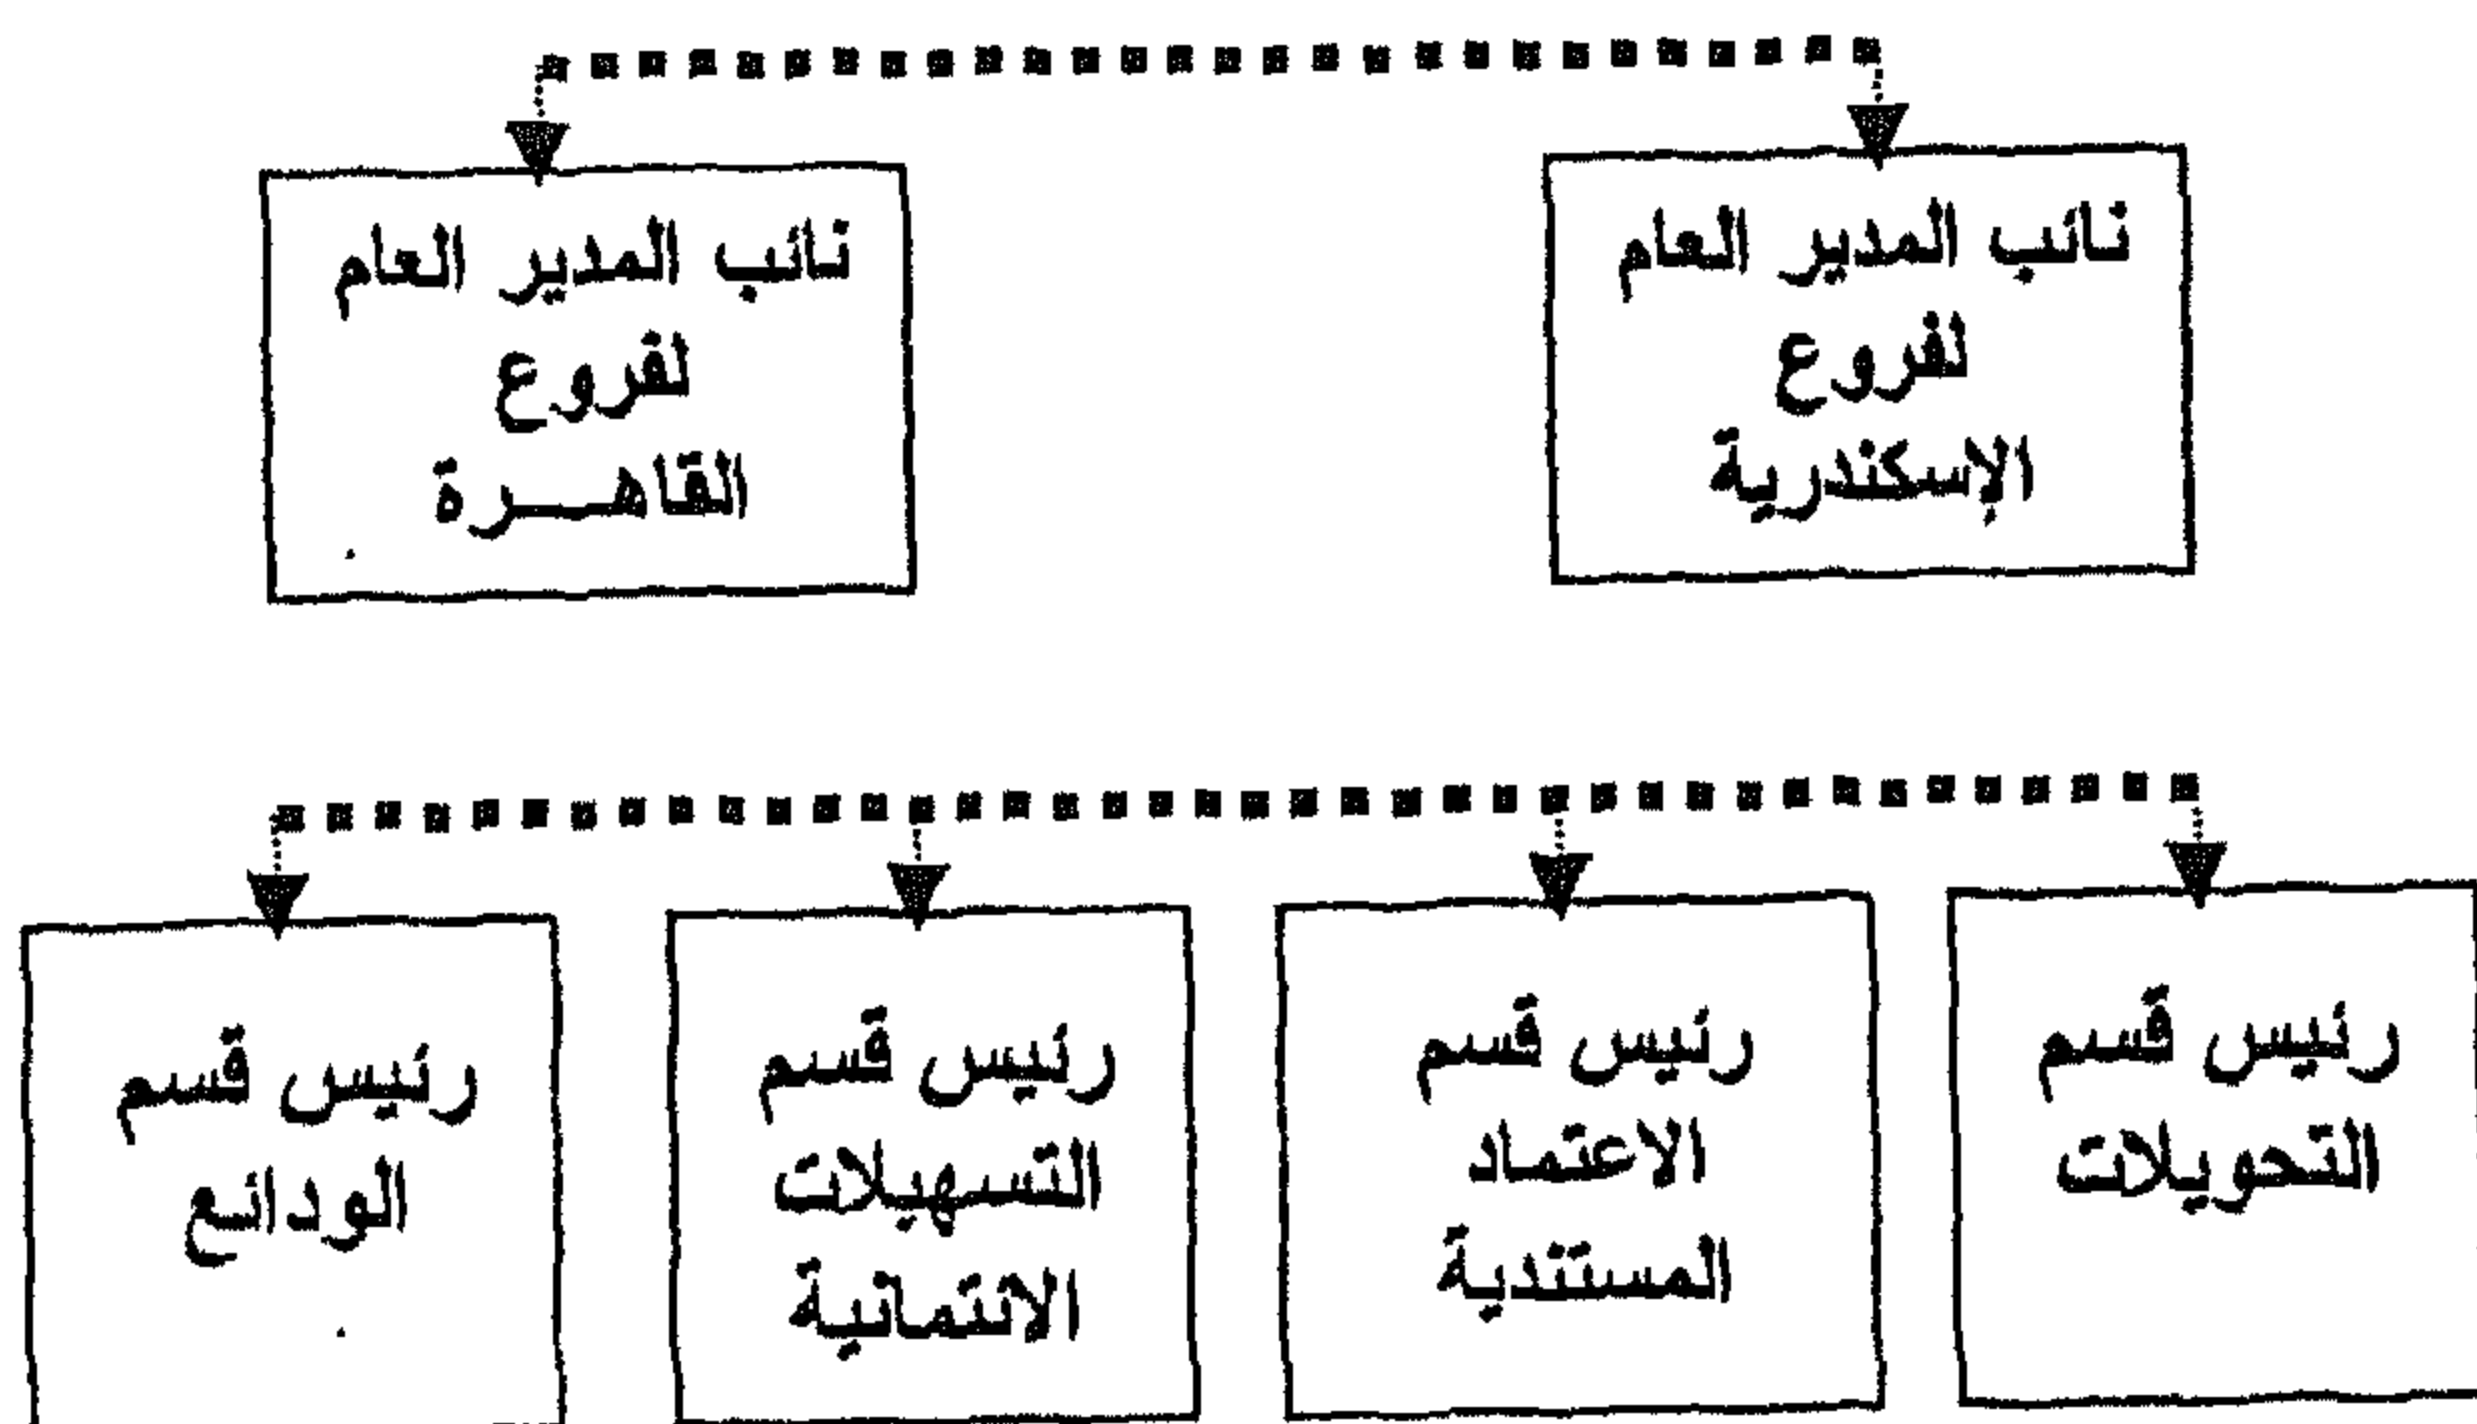 نائب المدير العام
لفروع
الإسكندرية
نائب المدير العام
لفروع
القاهـــرة
رئيس قسم
التحويلات
رئيس قسم
الاعتماد
المستندية
رئيس قسم
التسهيلات
الائتمانية
رئيس قسم
الودائع